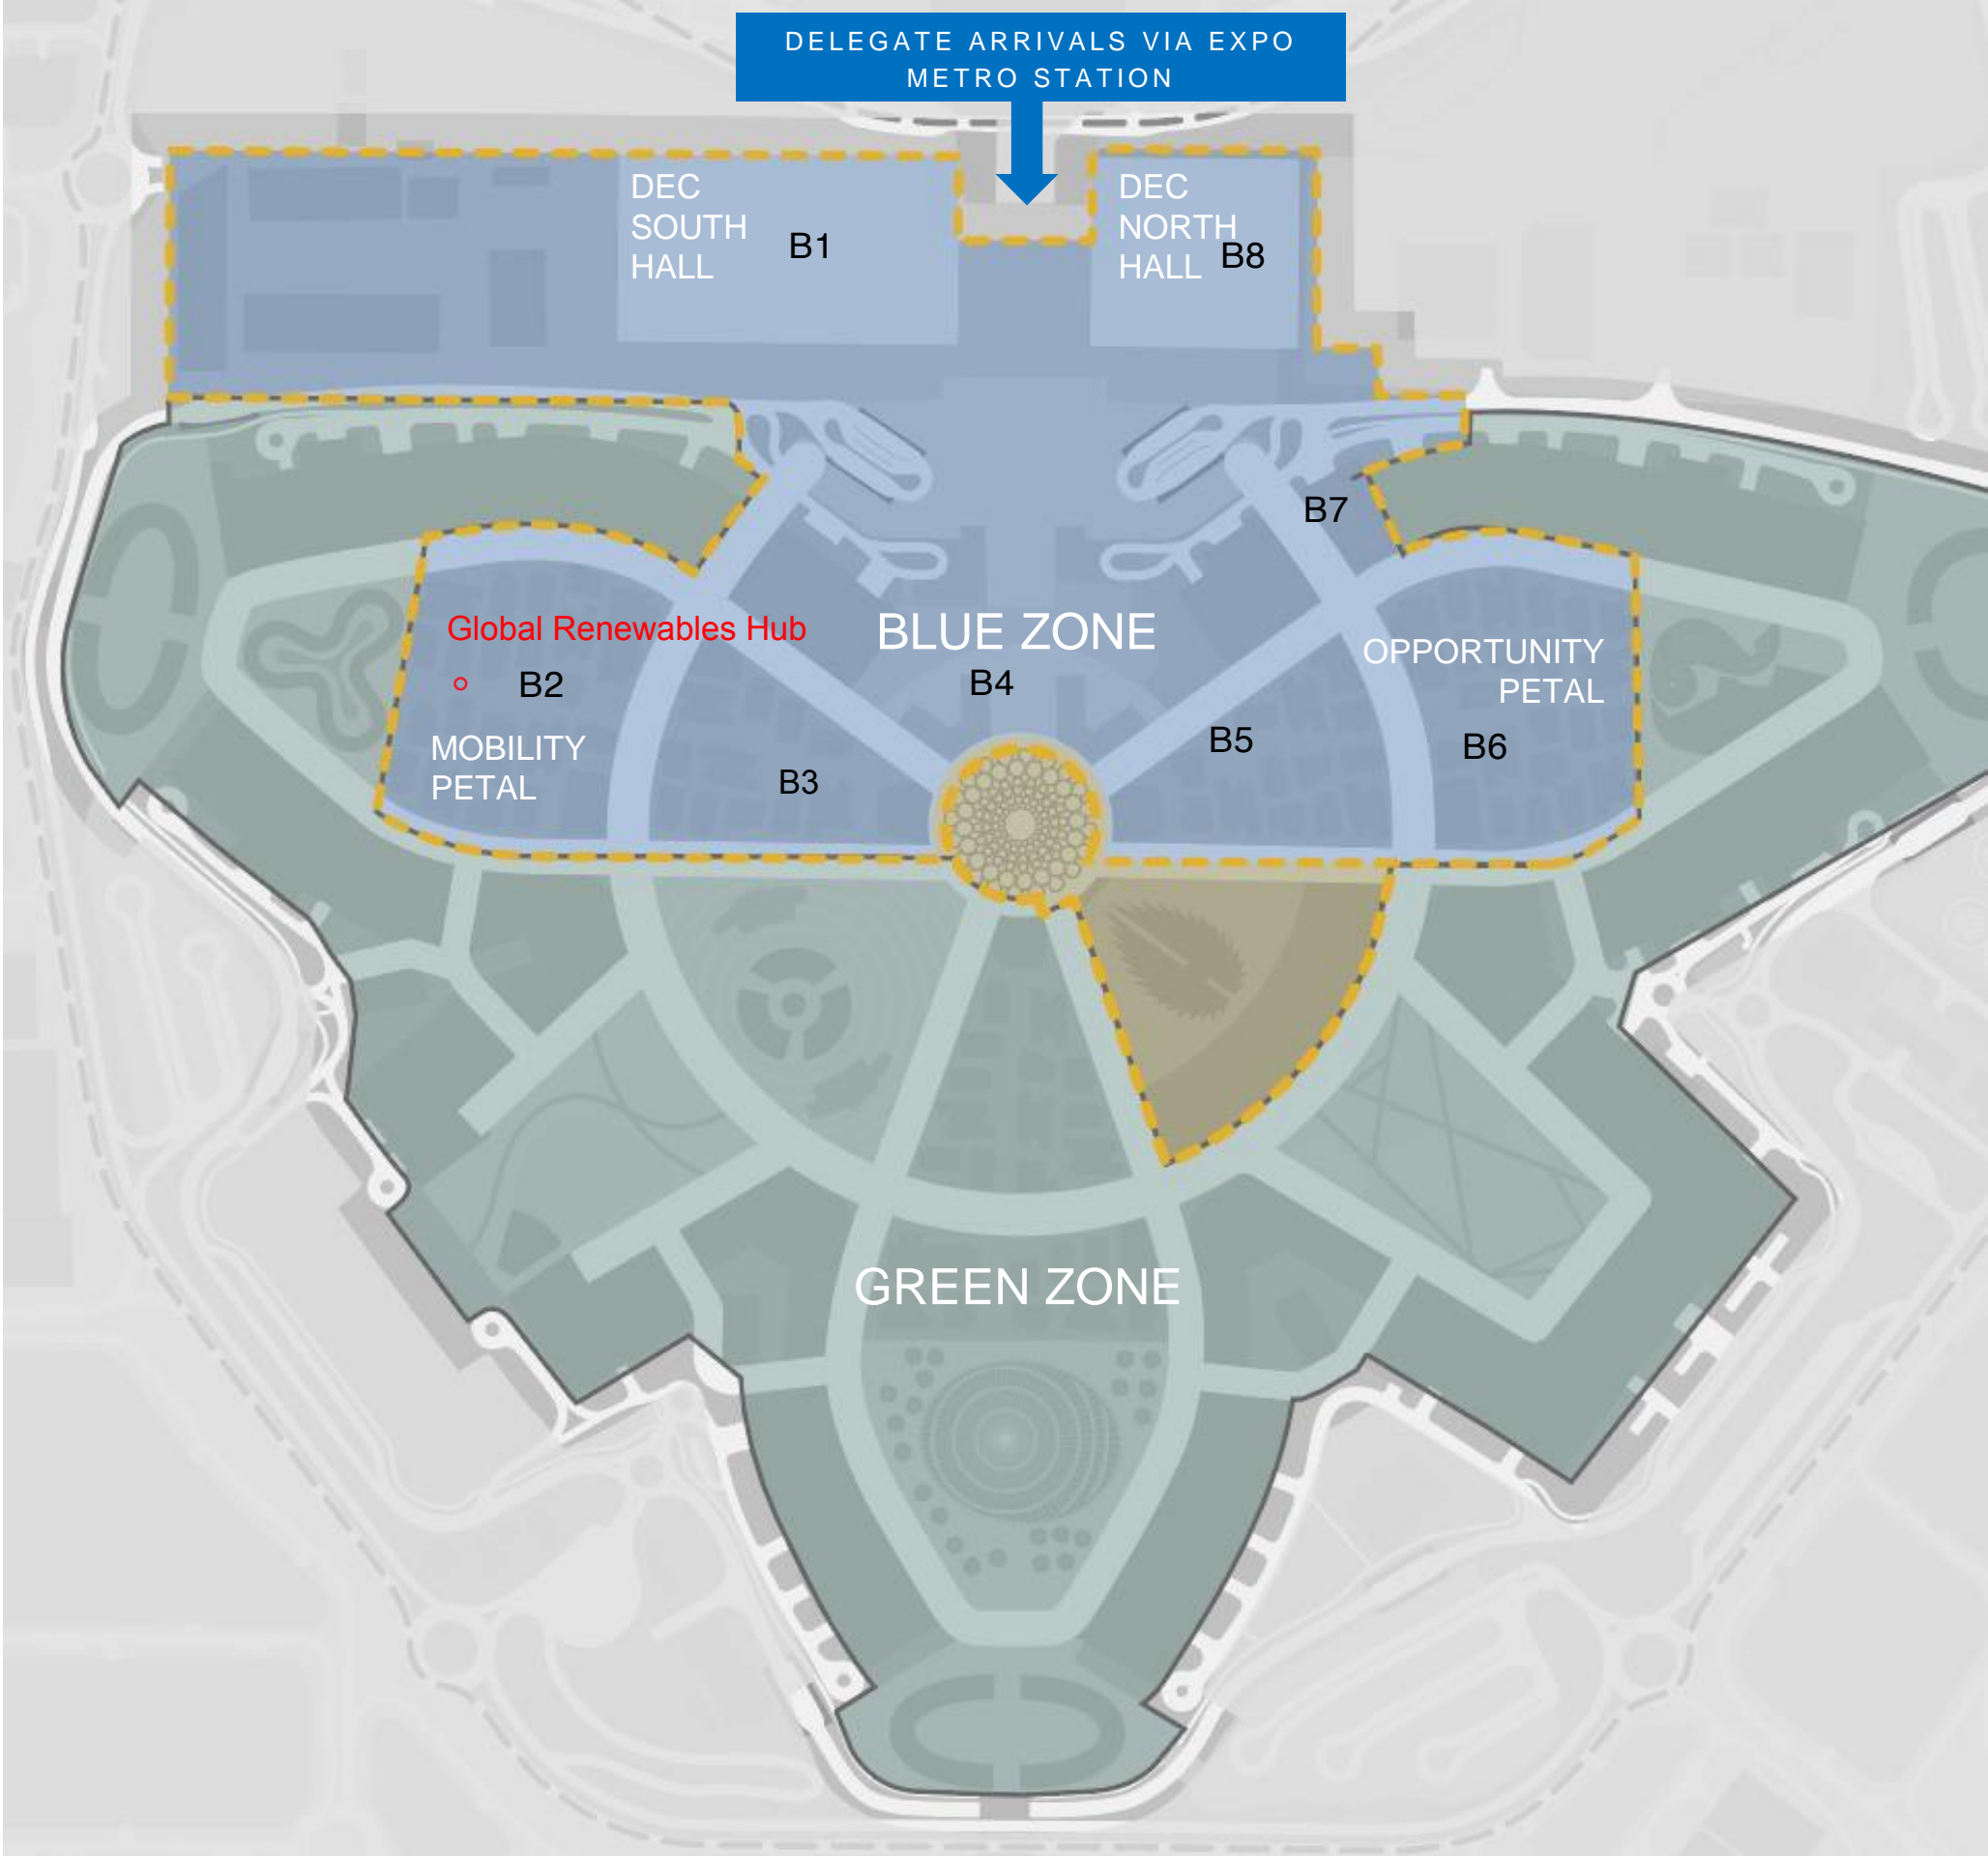 DELEGATE ARRIVALS VIA EXPO
METRO STATION
DEC
SOUTH
HALL
B1
DEC
NORTH
HALL
B8
B7
Global Renewables Hub
B2
MOBILITY
PETAL
B3
BLUE ZONE
B4
B5
OPPORTUNITY
PETAL
B6
GREEN ZONE